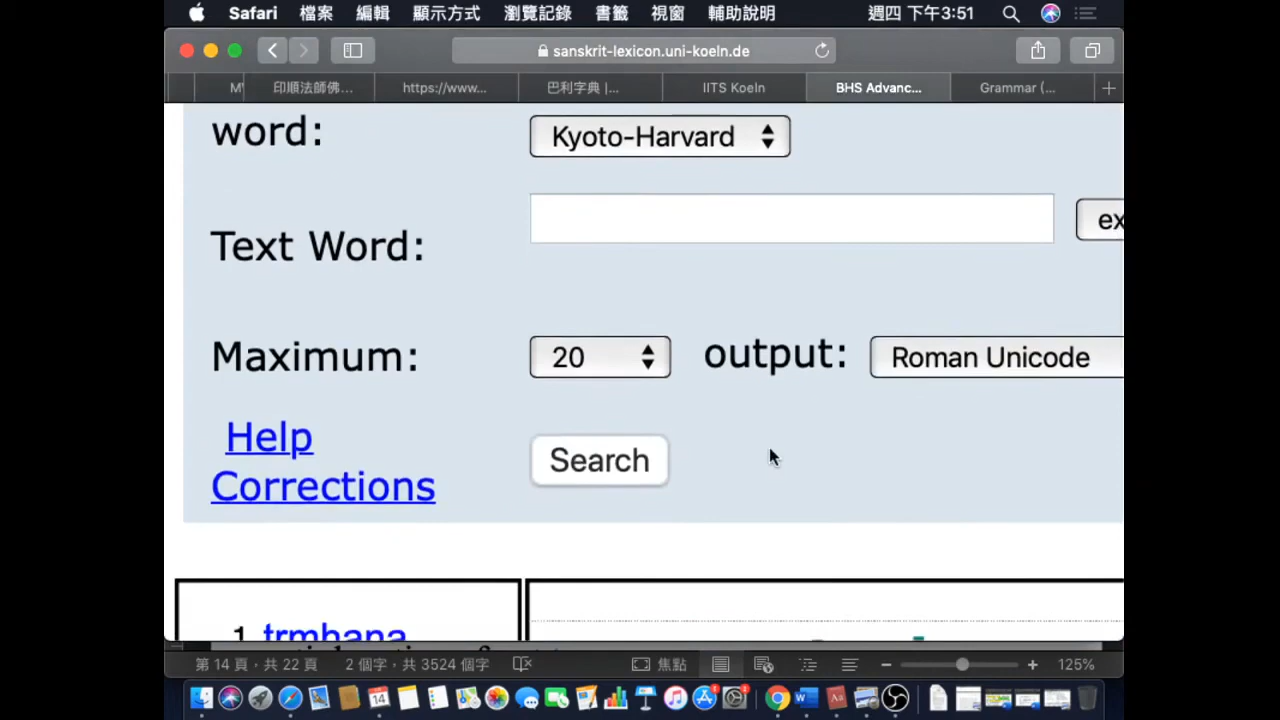 Safari 檔案 編輯 顯示方式 瀏覽記錄 書籤 視窗 輔助說明 週四 下午3:51
sanskrit-lexicon.uni-koeln.de
印順法師佛... https://www... 巴利字典 |... IITS Koeln BHS Advanc... Grammar (...
word: Kyoto-Harvard
Text Word: ex
Maximum: 20 output: Roman Unicode
Help Search
Corrections
1 trmhana
第 14 頁，共 22 頁 2 個字，共 3524 個字 焦點 125%